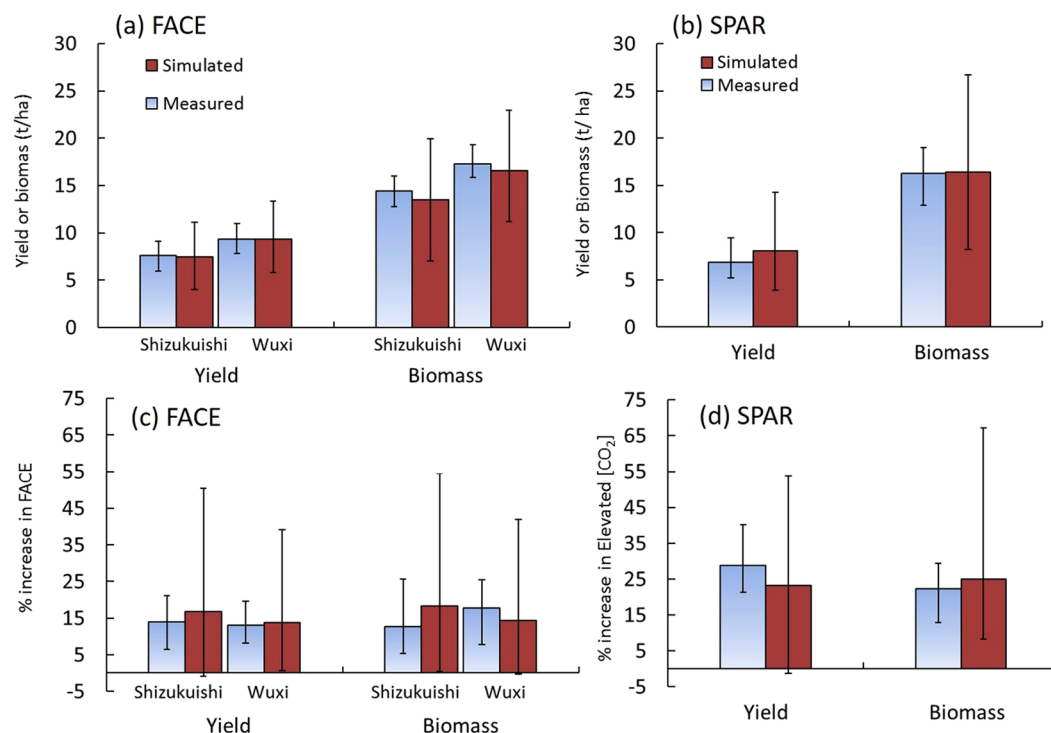 (a) FACE
Yield or biomas (t/ha)
30
25
20
15
10
5
0
Simulated
Measured
Shizukuishi
Wuxi
Shizukuishi
Wuxi
Yield
Biomass
(b) SPAR
Yield or Biomass (t/ ha)
30
25
20
15
10
5
0
Simulated
Measured
Yield
Biomass
(c) FACE
% increase in FACE
75
65
55
45
35
25
15
5
-5
Shizukuishi
Wuxi
Shizukuishi
Wuxi
Yield
Biomass
(d) SPAR
% increase in Elevated [CO₂]
75
65
55
45
35
25
15
5
-5
Yield
Biomass